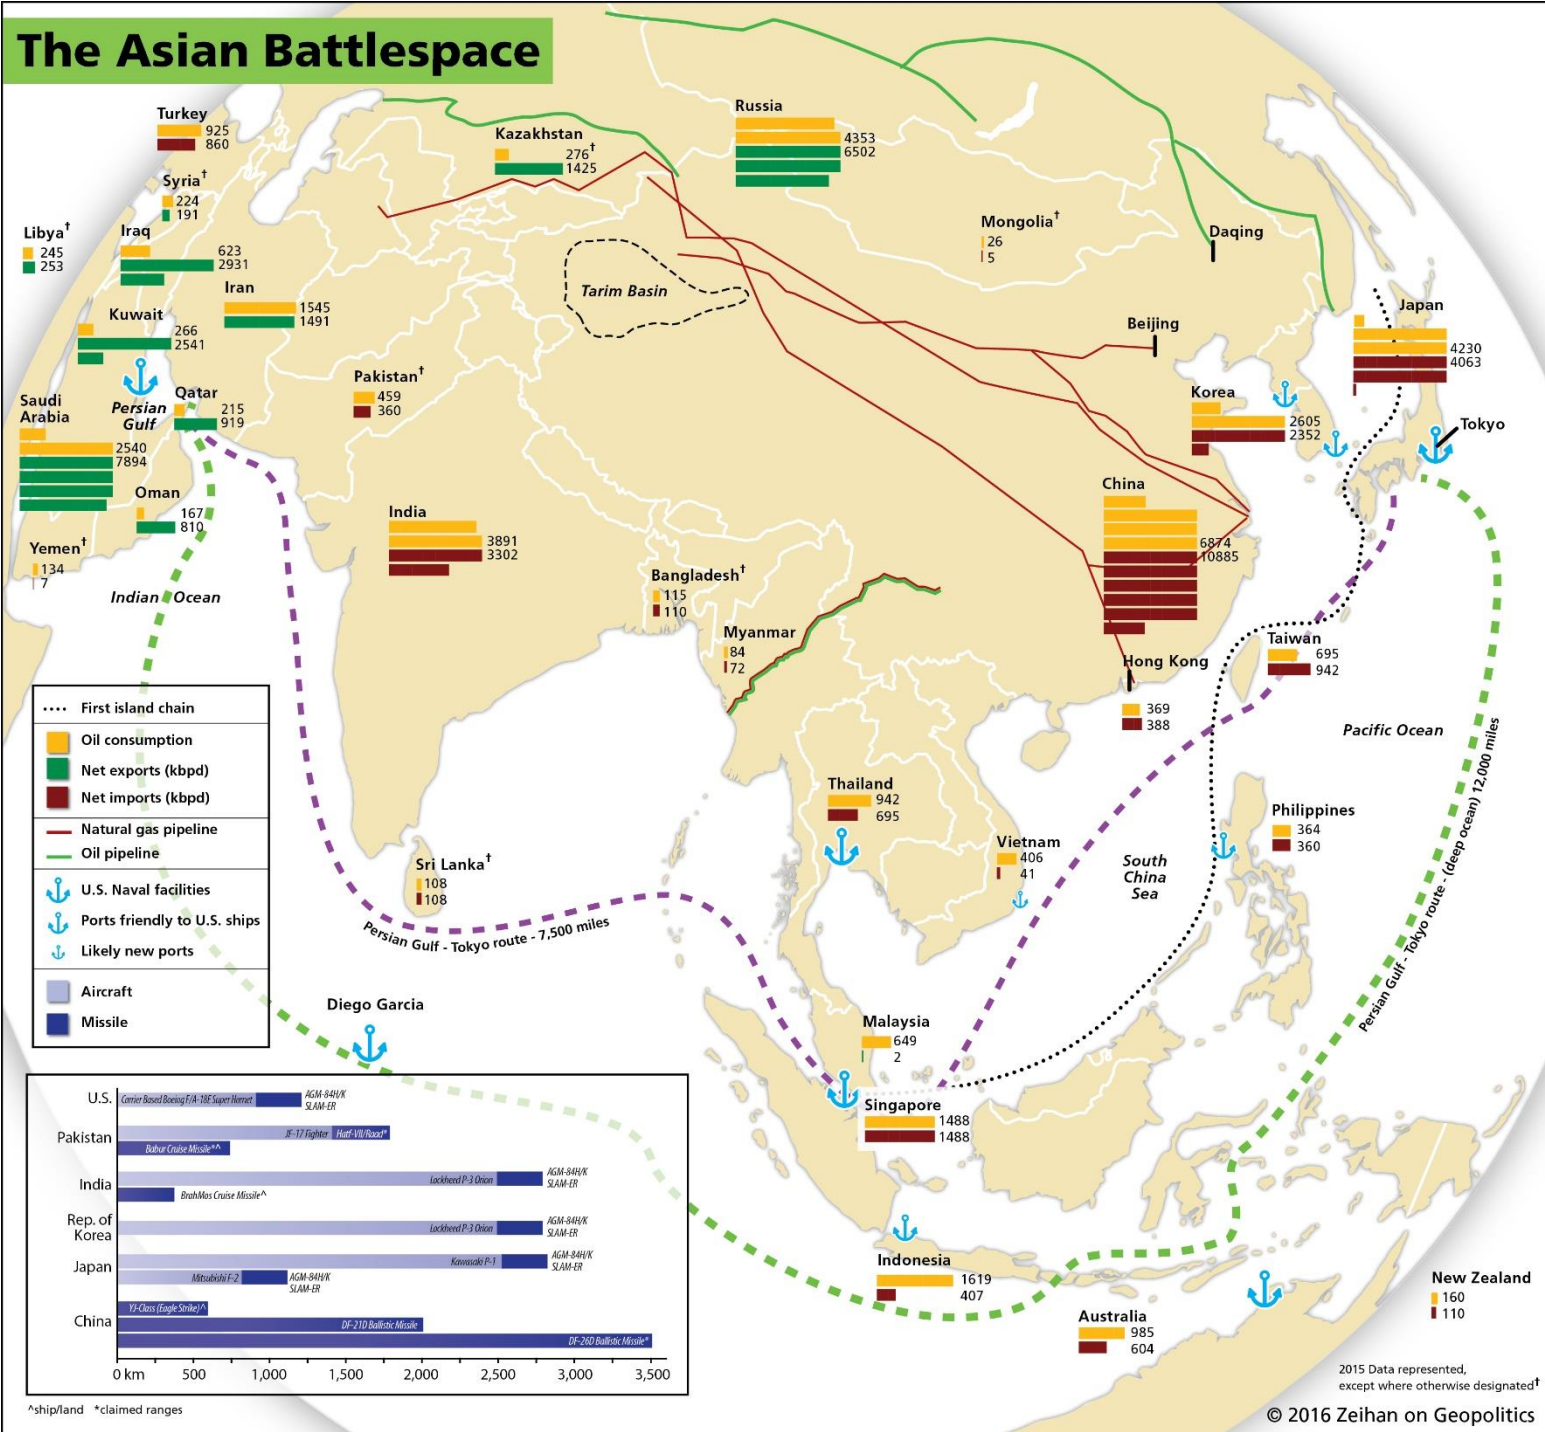 The Asian Battlespace
Turkey
925
860
Syria†
224
191
Libya†
245
253
Iraq
623
2931
Iran
1545
1491
Kuwait
266
2541
Saudi
Arabia
2540
7894
Persian
Gulf
Qatar
215
919
Oman
167
810
Yemen†
134
7
Indian Ocean
Kazakhstan
276†
1425
Russia
4353
6502
Mongolia†
26
5
Tarim Basin
Daqing
Beijing
Japan
4230
4063
Korea
2605
2352
Tokyo
Pakistan†
459
360
India
3891
3302
Bangladesh†
115
110
Myanmar
84
72
China
6874
10885
Hong Kong
369
388
Taiwan
695
942
Pacific Ocean
Thailand
942
695
Vietnam
406
41
South
China
Sea
Philippines
364
360
Sri Lanka†
108
108
Persian Gulf - Tokyo route - 7,500 miles
Persian Gulf - Tokyo route - (deep ocean) 12,000 miles
Diego Garcia
Malaysia
649
2
Singapore
1488
1488
Indonesia
1619
407
Australia
985
604
New Zealand
160
110
First island chain
Oil consumption
Net exports (kbpd)
Net imports (kbpd)
Natural gas pipeline
Oil pipeline
U.S. Naval facilities
Ports friendly to U.S. ships
Likely new ports
Aircraft
Missile
U.S.
Carrier Based Boeing F/A-18E Super Hornet
AGM-84H/K
SLAM-ER
Pakistan
JF-17 Fighter
Hatf-VII/Raad*
Babur Cruise Missile*^
India
Lockheed P-3 Orion
AGM-84H/K
SLAM-ER
BrahMos Cruise Missile^
Rep. of
Korea
Lockheed P-3 Orion
AGM-84H/K
SLAM-ER
Japan
Kawasaki P-1
AGM-84H/K
SLAM-ER
Mitsubishi F-2
AGM-84H/K
SLAM-ER
China
YJ-Class (Eagle Strike)^
DF-21D Ballistic Missile
DF-26D Ballistic Missile*
0 km 500 1,000 1,500 2,000 2,500 3,000 3,500
^ship/land *claimed ranges
2015 Data represented,
except where otherwise designated†
© 2016 Zeihan on Geopolitics